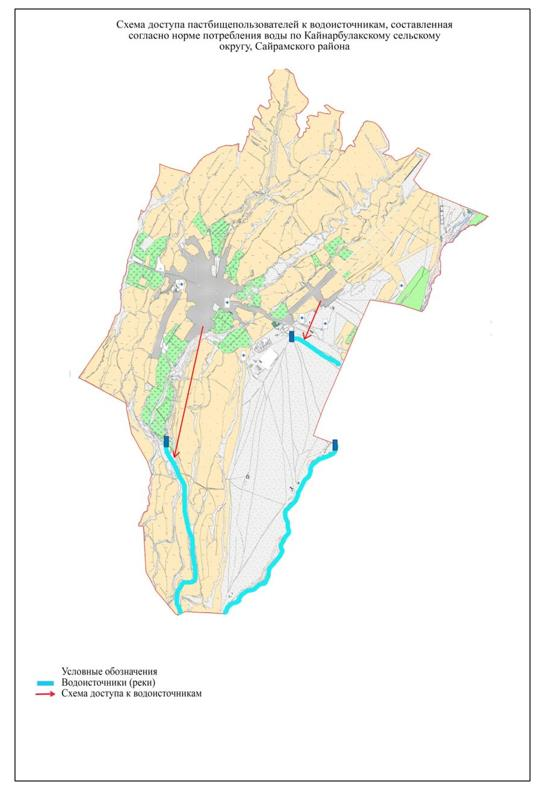 Схема доступа пастбищепользователей к водоисточникам, составленная
согласно норме потребления воды по Кайнарбулакскому сельскому
округу, Сайрамского района
Условные обозначения
Водоисточники (реки)
Схема доступа к водоисточникам